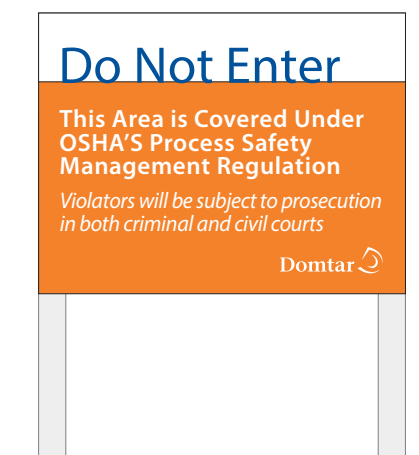 Do Not Enter
This Area is Covered Under
OSHA'S Process Safety
Management Regulation
Violators will be subject to prosecution
in both criminal and civil courts
Domtar